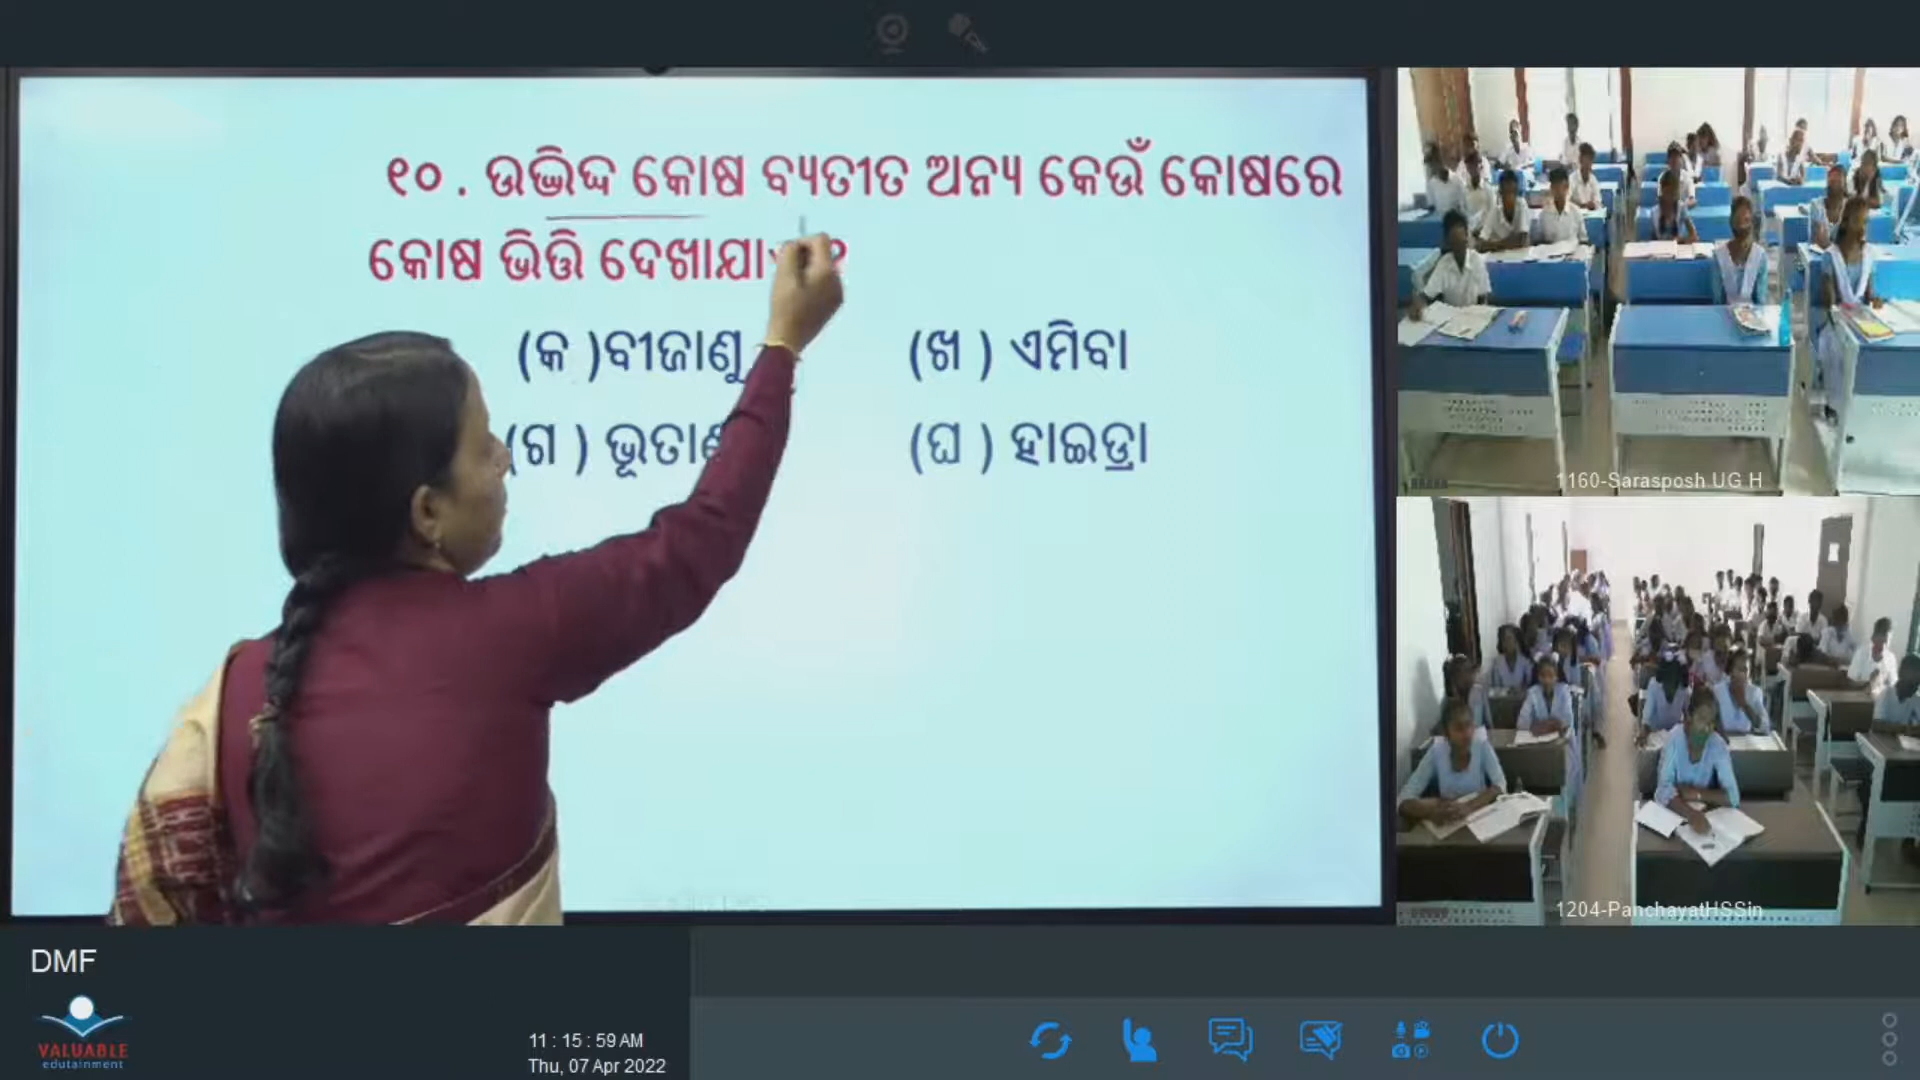 ୧୦ . ଉଦ୍ଭିଦ୍ଦ କୋଷ ବ୍ୟତୀତ ଅନ୍ୟ କେଉଁ କୋଷରେ
କୋଷ ଭିତ୍ତି ଦେଖାଯା ?
(କ )ବୀଜାଣୁ (ଖ ) ଏମିବା
(ଗ ) ଭୂତାଣୁ (ଘ ) ହାଇଡ୍ରା
1160-Sarasposh UG H
1204-PanchayatHSSin
DMF
VALUABLE
edutainment
11 : 15 : 59 AM
Thu, 07 Apr 2022